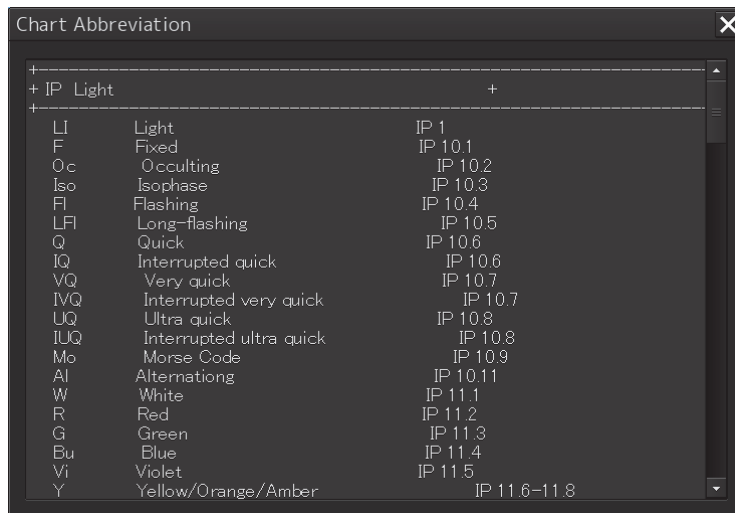 Chart Abbreviation
+ IP Light +
LI Light IP 1
F Fixed IP 10.1
Oc Occulting IP 10.2
Iso Isophase IP 10.3
Fl Flashing IP 10.4
LFl Long-flashing IP 10.5
Q Quick IP 10.6
IQ Interrupted quick IP 10.6
VQ Very quick IP 10.7
IVQ Interrupted very quick IP 10.7
UQ Ultra quick IP 10.8
IUQ Interrupted ultra quick IP 10.8
Mo Morse Code IP 10.9
Al Alternationg IP 10.11
W White IP 11.1
R Red IP 11.2
G Green IP 11.3
Bu Blue IP 11.4
Vi Violet IP 11.5
Y Yellow/Orange/Amber IP 11.6-11.8